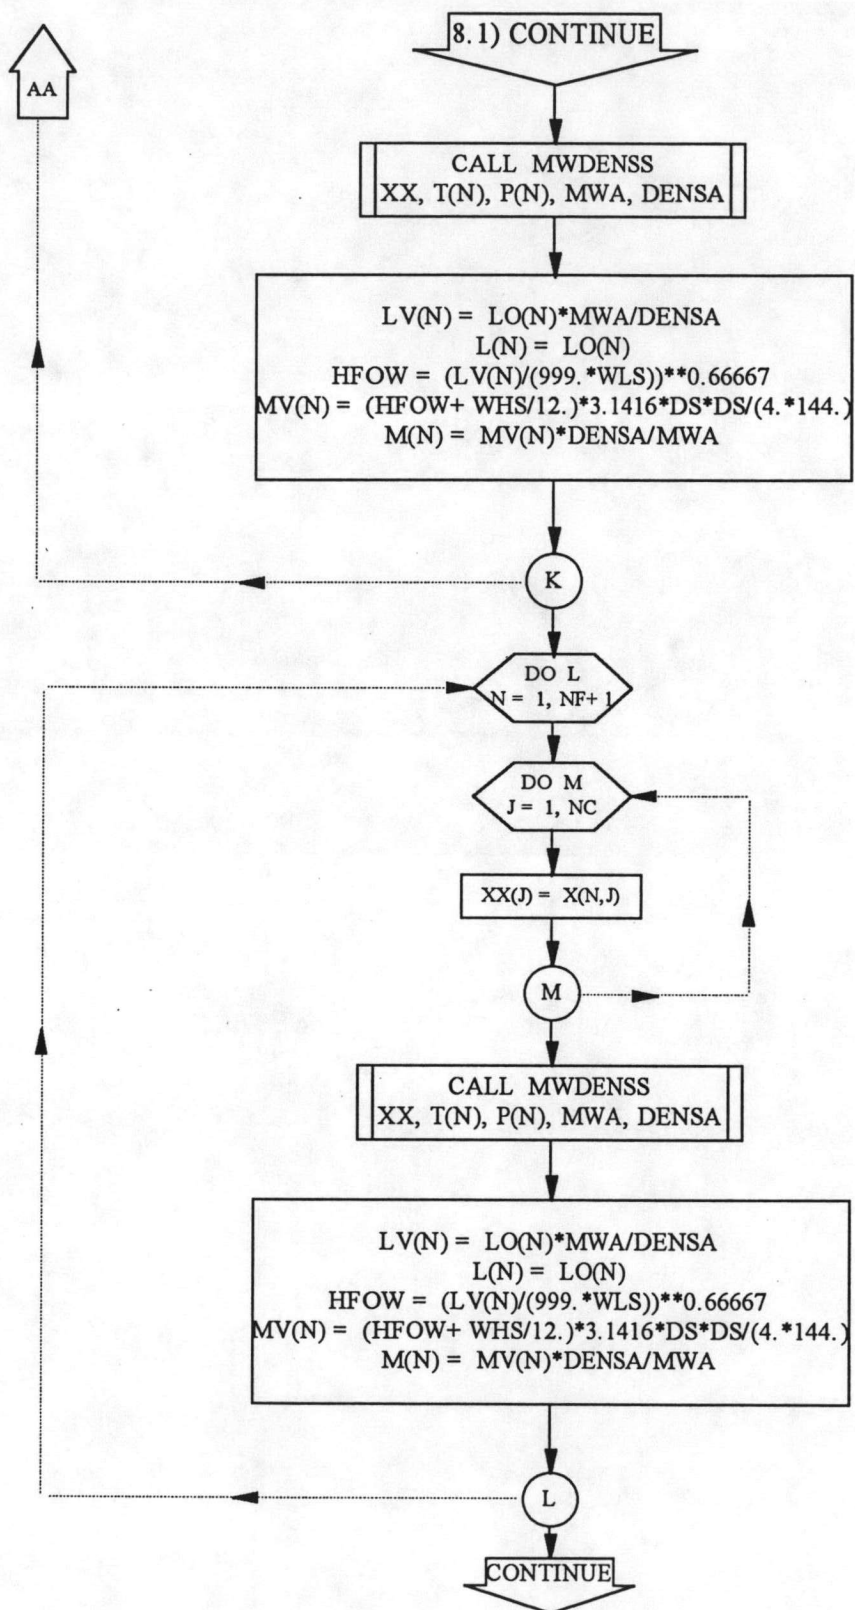 8.1) CONTINUE
AA
CALL MWDENSS
XX, T(N), P(N), MWA, DENSA
LV(N) = LO(N)*MWA/DENSA
L(N) = LO(N)
HFOW = (LV(N)/(999.*WLS))**0.66667
MV(N) = (HFOW+ WHS/12.)*3.1416*DS*DS/(4.*144.)
M(N) = MV(N)*DENSA/MWA
K
DO L
N = 1, NF+ 1
DO M
J = 1, NC
XX(J) = X(N,J)
M
CALL MWDENSS
XX, T(N), P(N), MWA, DENSA
LV(N) = LO(N)*MWA/DENSA
L(N) = LO(N)
HFOW = (LV(N)/(999.*WLS))**0.66667
MV(N) = (HFOW+ WHS/12.)*3.1416*DS*DS/(4.*144.)
M(N) = MV(N)*DENSA/MWA
L
CONTINUE